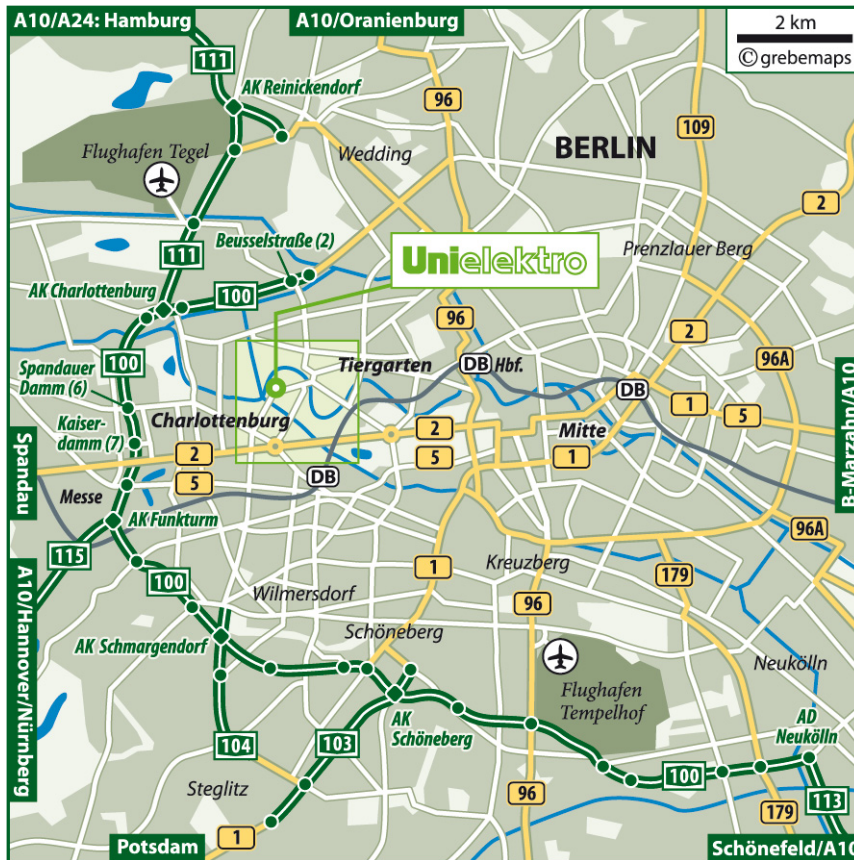 A10/A24: Hamburg
A10/Oranienburg
2 km
© grebemaps
111
AK Reinickendorf
96
109
Flughafen Tegel
Wedding
BERLIN
2
111
Beusselstraße (2)
Unielektro
Prenzlauer Berg
AK Charlottenburg
100
96
2
100
Spandauer
Damm (6)
Tiergarten
DB Hbf.
96A
Kaiser-
damm (7)
Charlottenburg
DB
1
5
B-Marzahn/A10
Spandau
2
5
2
5
Mitte
1
Messe
DB
AK Funkturm
96A
115
100
1
Kreuzberg
179
A10/Hannover/Nürnberg
Wilmersdorf
96
AK Schmargendorf
Schöneberg
Neukölln
Flughafen
Tempelhof
AK
Schöneberg
AD
Neukölln
104
103
100
Steglitz
96
113
1
179
Potsdam
Schönefeld/A10